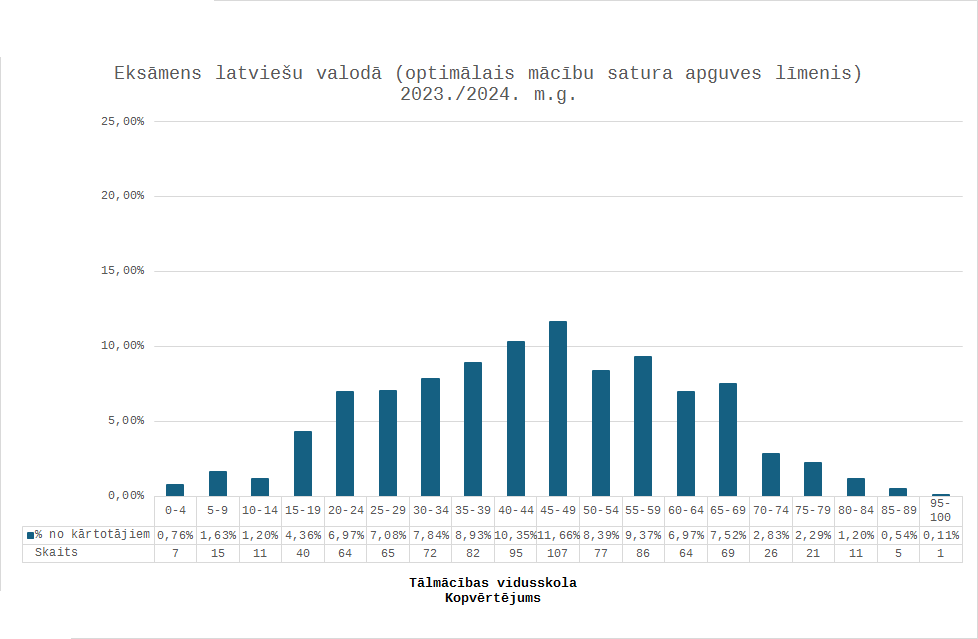 Eksāmens latviešu valodā (optimālais mācību satura apguves līmenis)
2023./2024. m.g.
25,00%
20,00%
15,00%
10,00%
5,00%
0,00%
0-4 5-9 10-14 15-19 20-24 25-29 30-34 35-39 40-44 45-49 50-54 55-59 60-64 65-69 70-74 75-79 80-84 85-89 95-100
% no kārtotājiem 0,76% 1,63% 1,20% 4,36% 6,97% 7,08% 7,84% 8,93% 10,35% 11,66% 8,39% 9,37% 6,97% 7,52% 2,83% 2,29% 1,20% 0,54% 0,11%
Skaits 7 15 11 40 64 65 72 82 95 107 77 86 64 69 26 21 11 5 1
Tālmācības vidusskola
Kopvērtējums